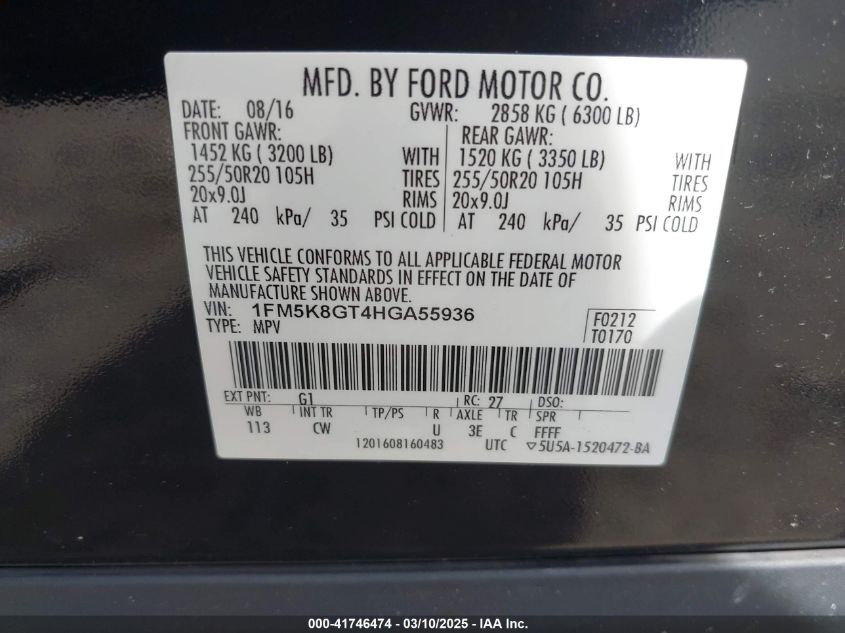 MFD. BY FORD MOTOR CO.
DATE: 08/16 GVWR: 2858 KG ( 6300 LB)
FRONT GAWR: REAR GAWR:
1452 KG ( 3200 LB) WITH 1520 KG ( 3350 LB) WITH
255/50R20 105H TIRES 255/50R20 105H TIRES
20x9.0J RIMS 20x9.0J RIMS
AT 240 kPa/ 35 PSI COLD AT 240 kPa/ 35 PSI COLD
THIS VEHICLE CONFORMS TO ALL APPLICABLE FEDERAL MOTOR
VEHICLE SAFETY STANDARDS IN EFFECT ON THE DATE OF
MANUFACTURE SHOWN ABOVE.
VIN: 1FM5K8GT4HGA55936 F0212
TYPE: MPV T0170
EXT PNT: G1 RC: 27 DSO:
WB INT TR TP/PS R AXLE TR SPR
113 CW U 3E C FFFF
1201608160483 UTC ▽5U5A-1520472-BA
000-41746474 — 03/10/2025 — IAA, Inc.